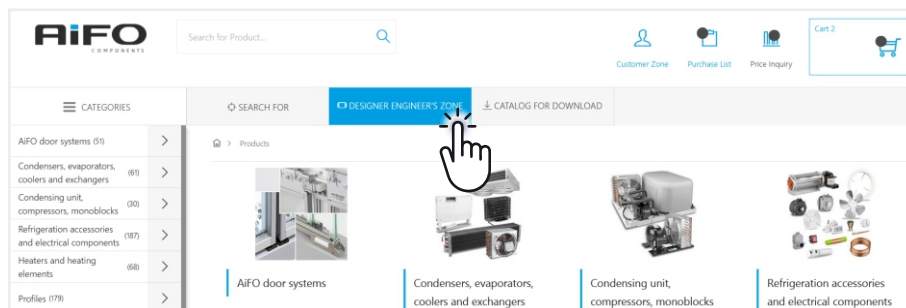 AiFO
COMPONENTS
Search for Product...
Customer Zone
Purchase List
Price Inquiry
Cart 2
CATEGORIES
SEARCH FOR
DESIGNER ENGINEER'S ZONE
CATALOG FOR DOWNLOAD
AiFO door systems (51)
Condensers, evaporators,
coolers and exchangers (61)
Condensing unit,
compressors, monoblocks (30)
Refrigeration accessories
and electrical components (187)
Heaters and heating
elements (68)
Profiles (179)
> Products
AiFO door systems
Condensers, evaporators,
coolers and exchangers
Condensing unit,
compressors, monoblocks
Refrigeration accessories
and electrical components